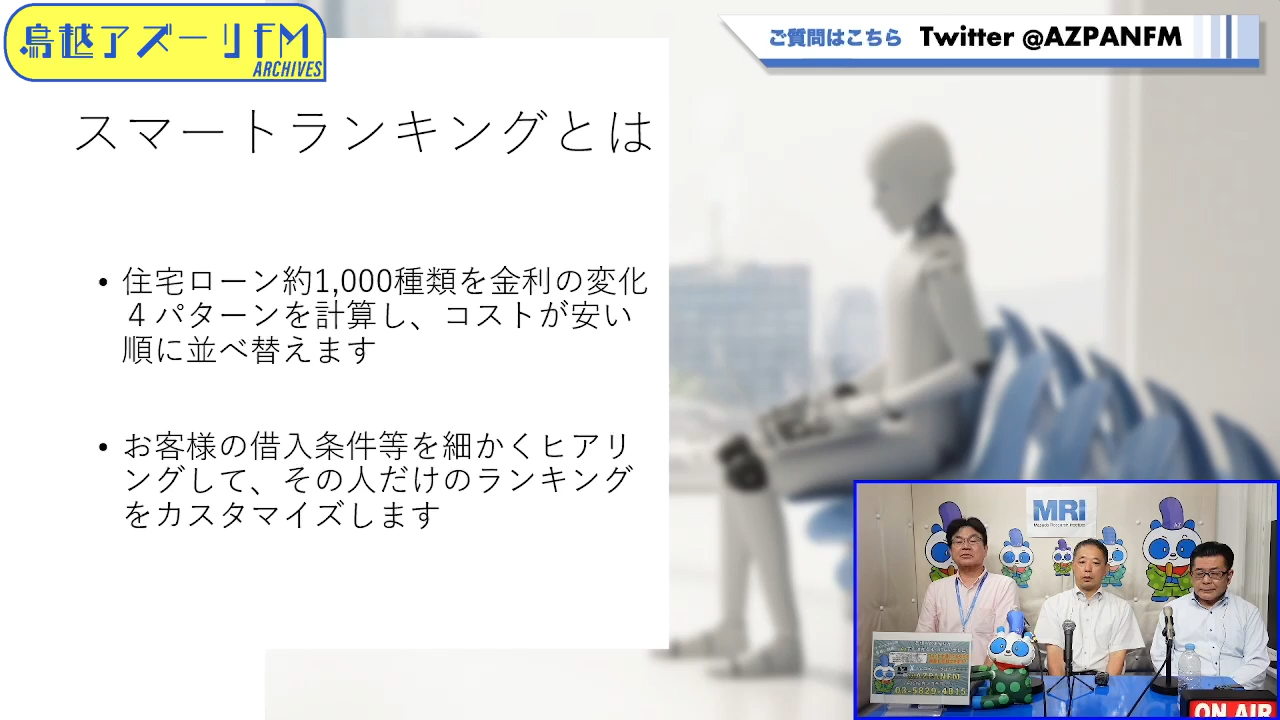 鳥越アズーリFM
ARCHIVES
ご質問はこちら Twitter @AZPANFM
スマートランキングとは
• 住宅ローン約1,000種類を金利の変化
４パターンを計算し、コストが安い
順に並べ替えます
• お客様の借入条件等を細かくヒアリ
ングして、その人だけのランキング
をカスタマイズします
MRI
@AZPANFM
03-5829-4815
ON AIR